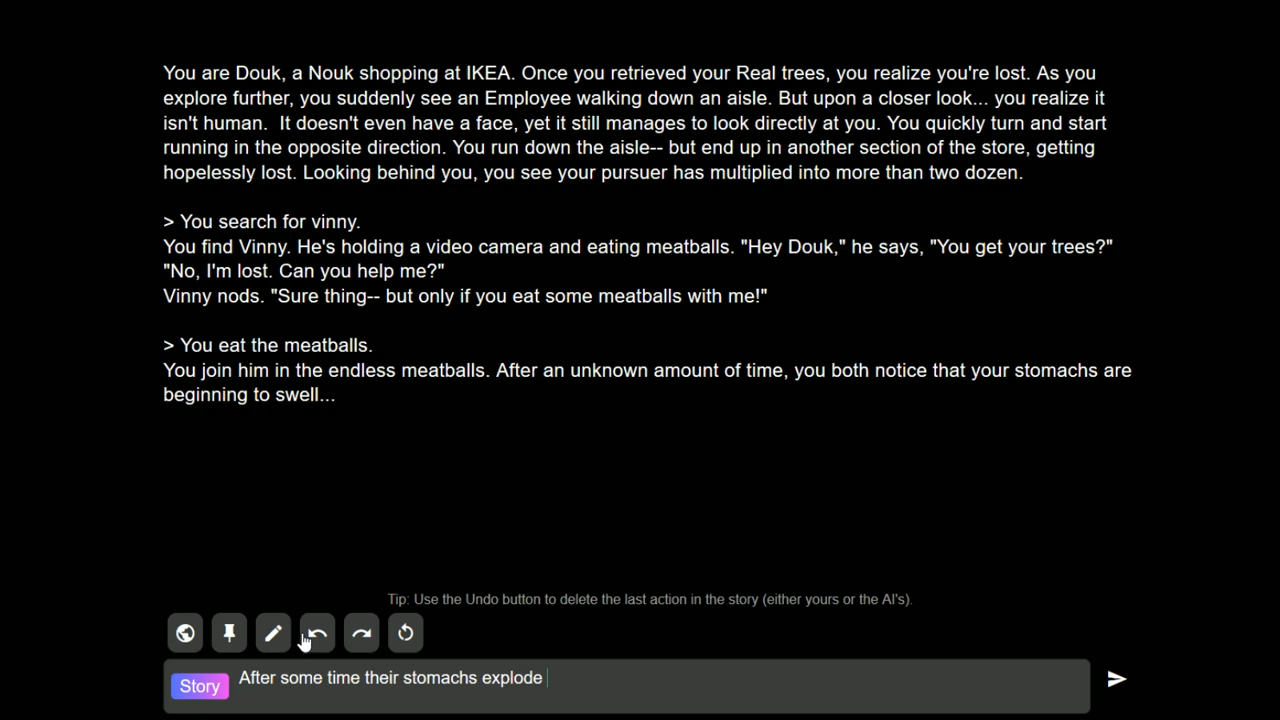 You are Douk, a Nouk shopping at IKEA. Once you retrieved your Real trees, you realize you're lost. As you
explore further, you suddenly see an Employee walking down an aisle. But upon a closer look... you realize it
isn't human.  It doesn't even have a face, yet it still manages to look directly at you. You quickly turn and start
running in the opposite direction. You run down the aisle-- but end up in another section of the store, getting
hopelessly lost. Looking behind you, you see your pursuer has multiplied into more than two dozen.
> You search for vinny.
You find Vinny. He's holding a video camera and eating meatballs. "Hey Douk," he says, "You get your trees?"
"No, I'm lost. Can you help me?"
Vinny nods. "Sure thing-- but only if you eat some meatballs with me!"
> You eat the meatballs.
You join him in the endless meatballs. After an unknown amount of time, you both notice that your stomachs are
beginning to swell...
Tip: Use the Undo button to delete the last action in the story (either yours or the AI's).
Story After some time their stomachs explode